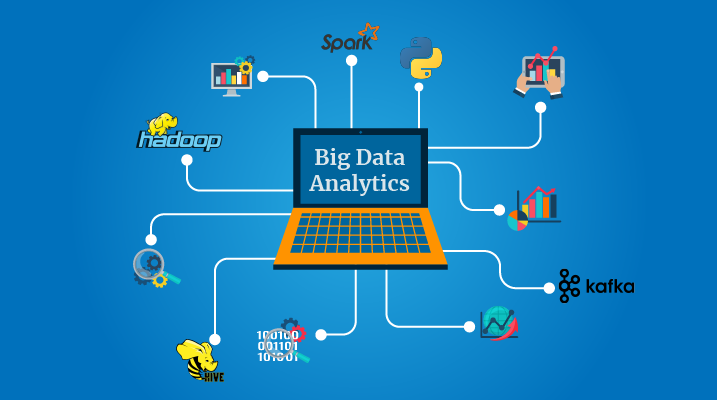 Spark
hadoop
Big Data
Analytics
kafka
HIVE
100100
001101
101001